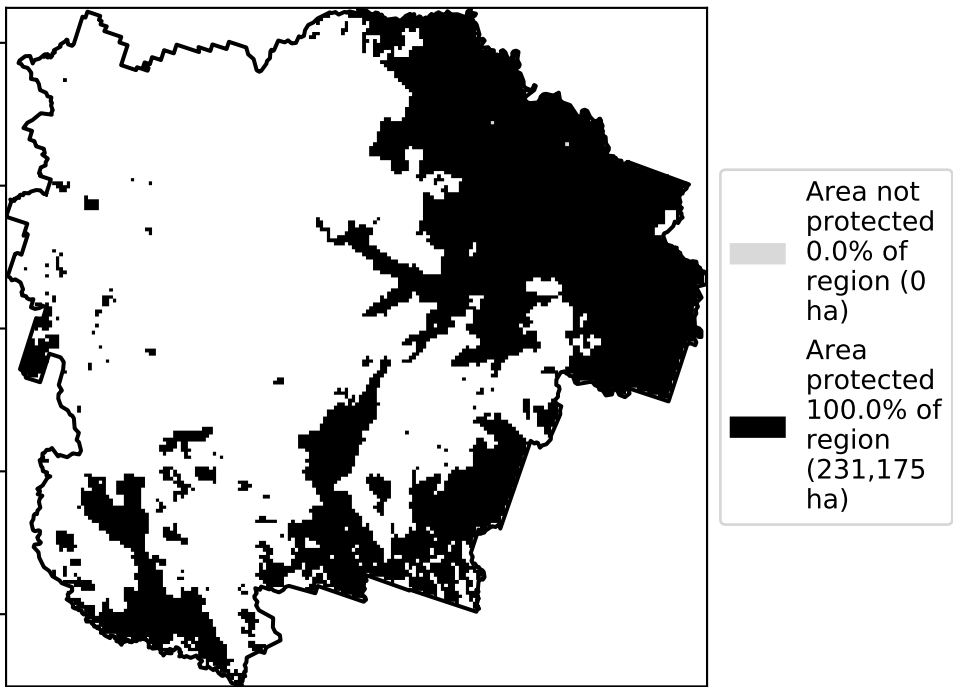 Area not
protected
0.0% of
region (0
ha)
Area
protected
100.0% of
region
(231,175
ha)